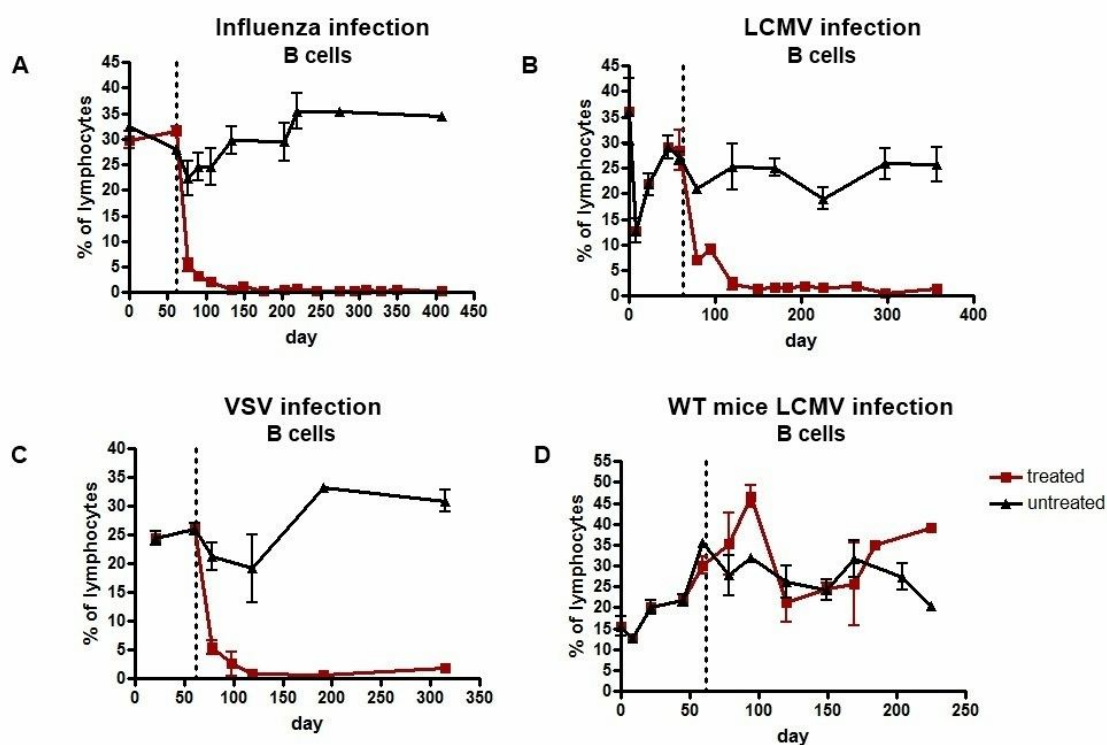 Influenza infection
B cells
A
% of lymphocytes
45
40
35
30
25
20
15
10
5
0
0 50 100 150 200 250 300 350 400 450
day
LCMV infection
B cells
B
% of lymphocytes
45
40
35
30
25
20
15
10
5
0
0 100 200 300 400
day
VSV infection
B cells
C
% of lymphocytes
40
35
30
25
20
15
10
5
0
0 50 100 150 200 250 300 350
day
WT mice LCMV infection
B cells
D
% of lymphocytes
55
50
45
40
35
30
25
20
15
10
5
0
0 50 100 150 200 250
day
treated
untreated